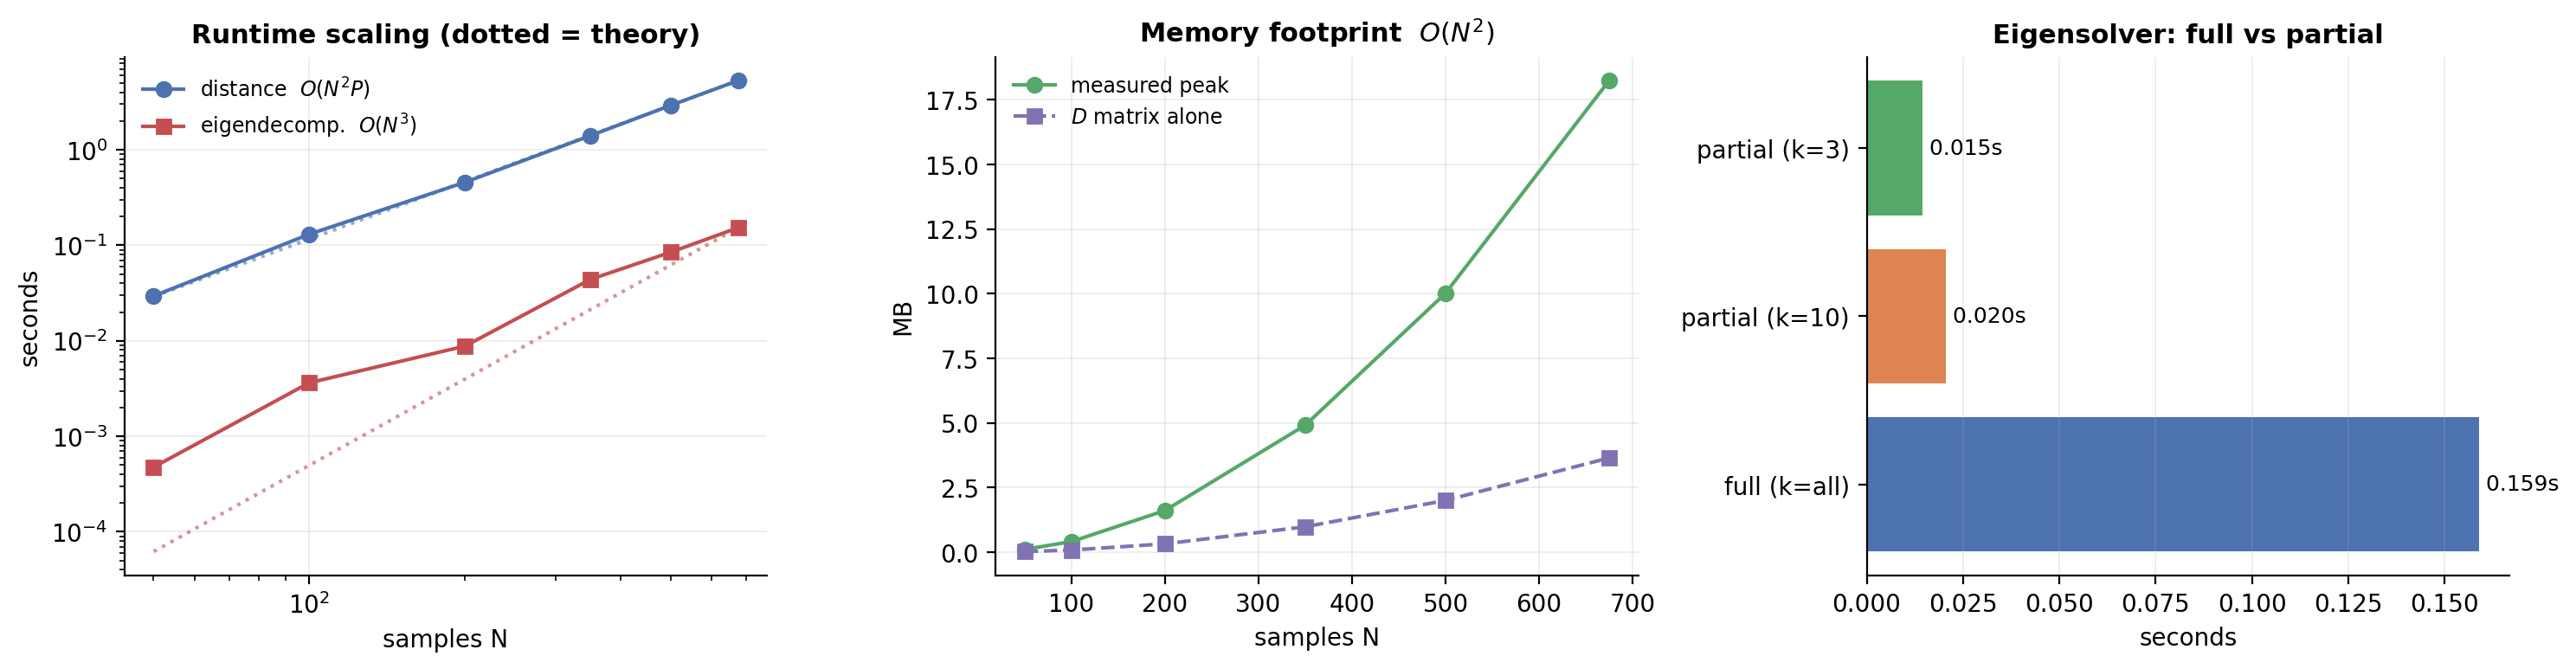 Runtime scaling (dotted = theory)
distance O(N²P)
eigendecomp. O(N³)
10⁰
10⁻¹
10⁻²
10⁻³
10⁻⁴
seconds
10²
samples N
Memory footprint O(N²)
measured peak
D matrix alone
17.5
15.0
12.5
10.0
7.5
5.0
2.5
0.0
MB
100 200 300 400 500 600 700
samples N
Eigensolver: full vs partial
partial (k=3)
0.015s
partial (k=10)
0.020s
full (k=all)
0.159s
0.000 0.025 0.050 0.075 0.100 0.125 0.150
seconds